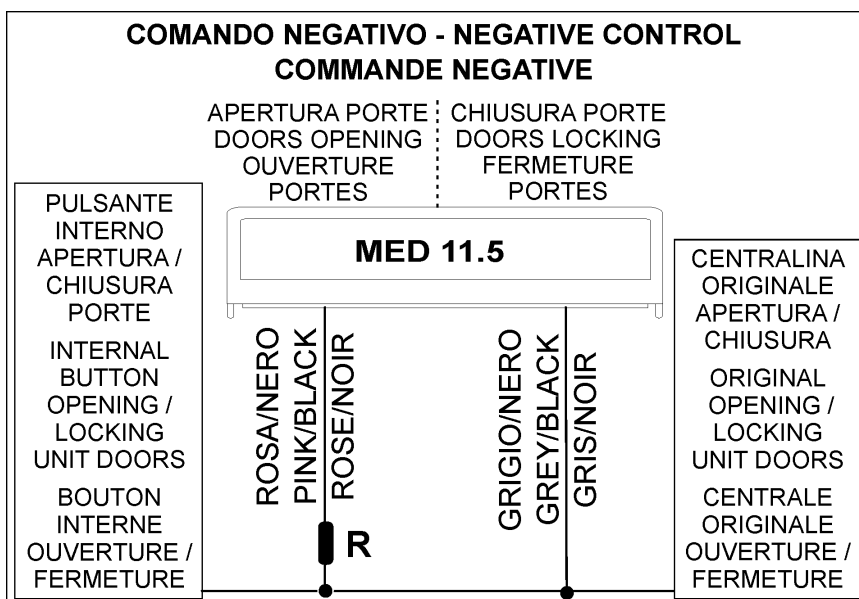 COMANDO NEGATIVO - NEGATIVE CONTROL
COMMANDE NEGATIVE
APERTURA PORTE
DOORS OPENING
OUVERTURE
PORTES
CHIUSURA PORTE
DOORS LOCKING
FERMETURE
PORTES
PULSANTE
INTERNO
APERTURA /
CHIUSURA
PORTE
INTERNAL
BUTTON
OPENING /
LOCKING
UNIT DOORS
BOUTON
INTERNE
OUVERTURE /
FERMETURE
MED 11.5
ROSA/NERO
PINK/BLACK
ROSE/NOIR
R
GRIGIO/NERO
GREY/BLACK
GRIS/NOIR
CENTRALINA
ORIGINALE
APERTURA /
CHIUSURA
ORIGINAL
OPENING /
LOCKING
UNIT DOORS
CENTRALE
ORIGINALE
OUVERTURE /
FERMETURE